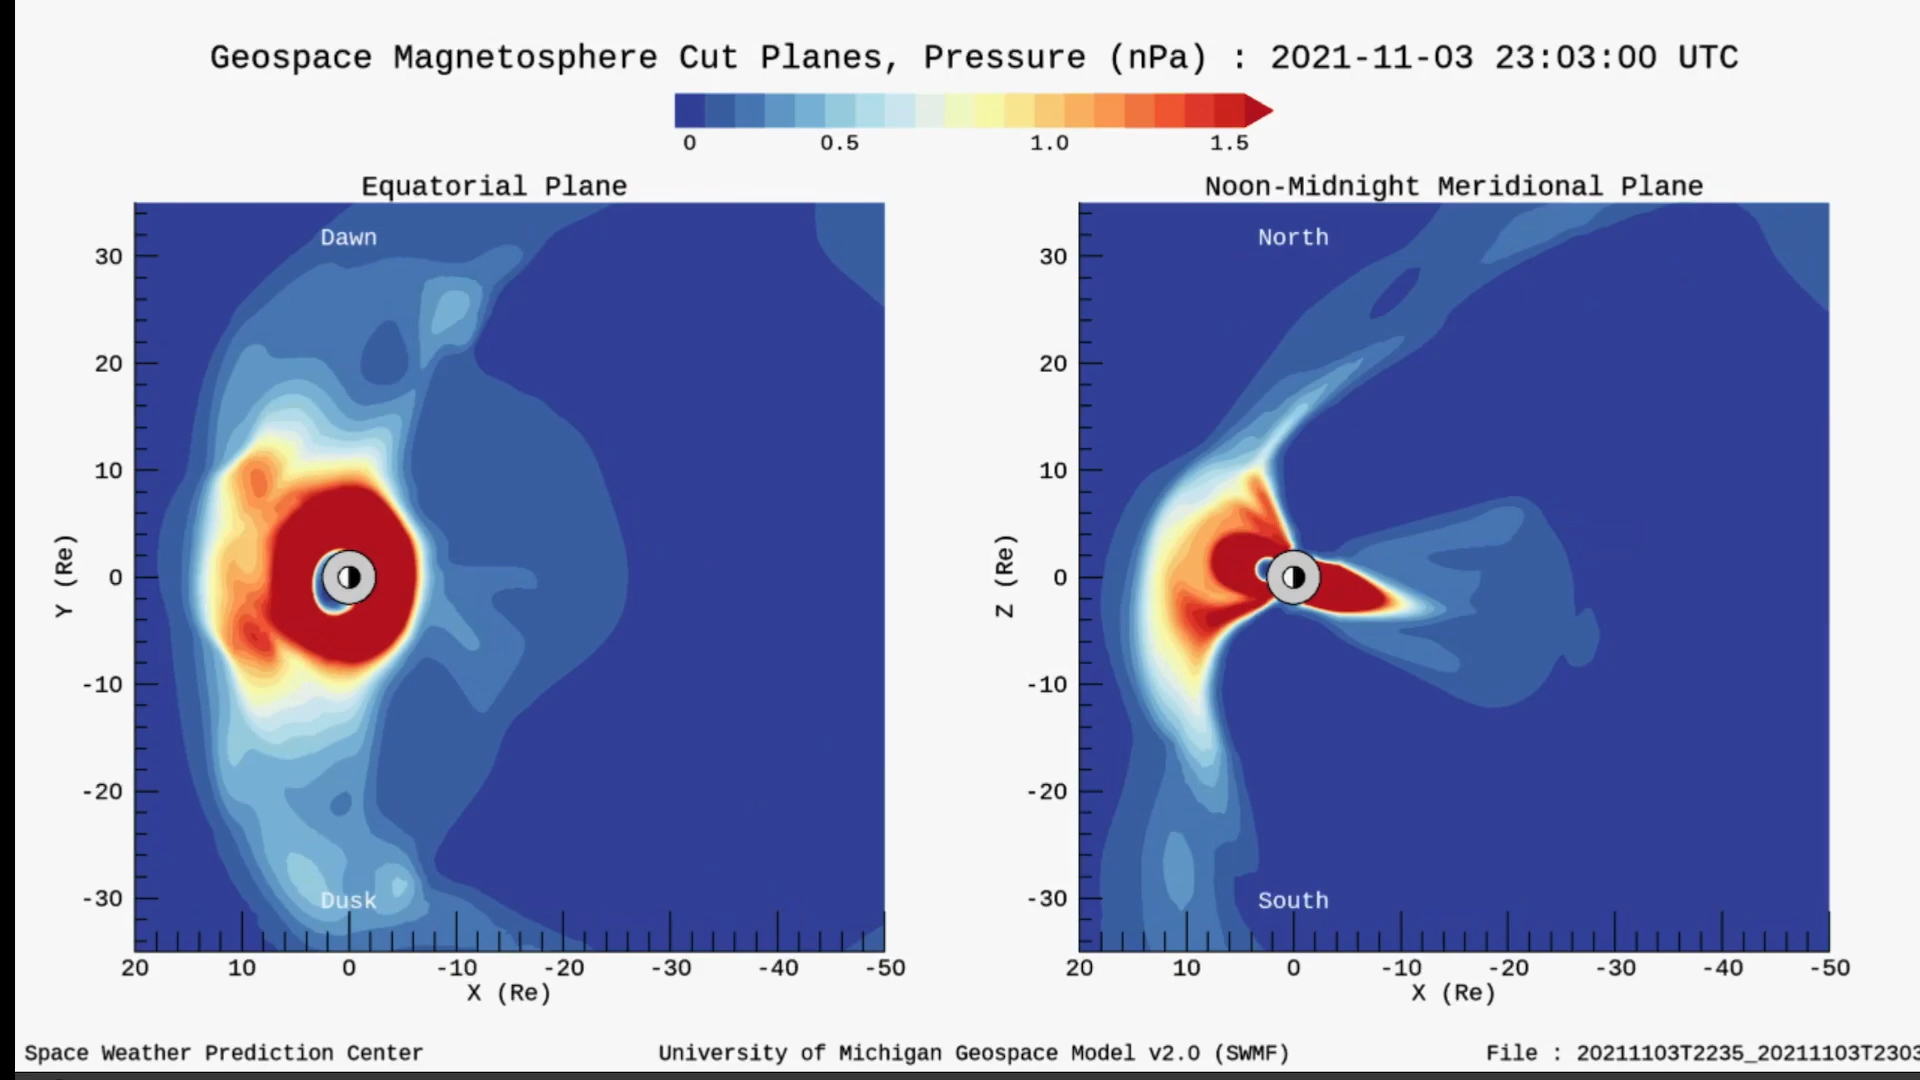 Geospace Magnetosphere Cut Planes, Pressure (nPa) : 2021-11-03 23:03:00 UTC
0 0.5 1.0 1.5
Equatorial Plane
Dawn
30
20
10
0
-10
-20
-30
Y (Re)
Dusk
20 10 0 -10 -20 -30 -40 -50
X (Re)
Noon-Midnight Meridional Plane
North
30
20
10
0
-10
-20
-30
Z (Re)
South
20 10 0 -10 -20 -30 -40 -50
X (Re)
Space Weather Prediction Center
University of Michigan Geospace Model v2.0 (SWMF)
File : 20211103T2235_20211103T2303